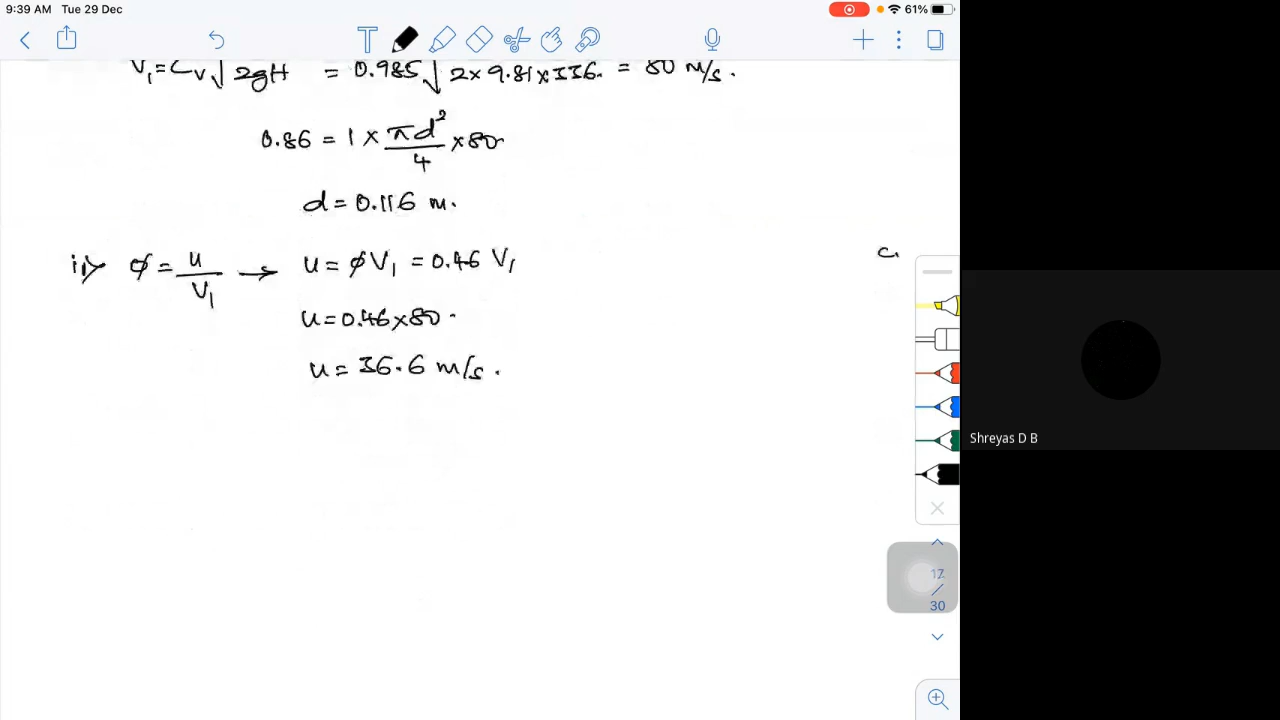 9:39 AM Tue 29 Dec
61%
V₁ = Cᵥ√2gH = 0.985√2 × 9.81 × 336. = 80 m/s.
0.86 = 1 × πd²/4 × 80
d = 0.116 m.
ii) φ = u/V₁ → u = φV₁ = 0.46 V₁
u = 0.46 × 80.
u = 36.6 m/s.
Shreyas D B
17
/
30